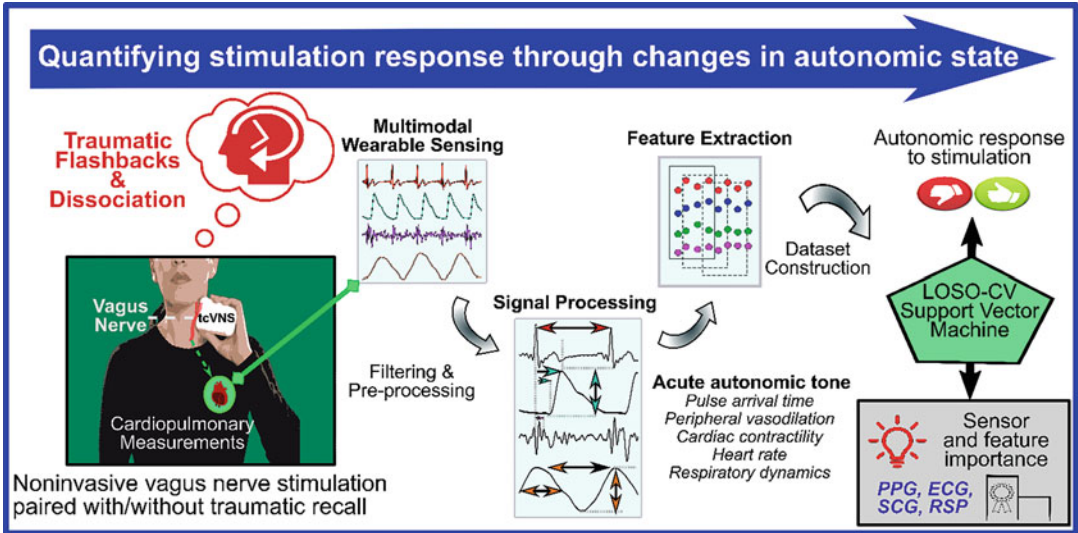 Quantifying stimulation response through changes in autonomic state
Traumatic
Flashbacks
&
Dissociation
Vagus
Nerve
tcVNS
Cardiopulmonary
Measurements
Noninvasive vagus nerve stimulation
paired with/without traumatic recall
Multimodal
Wearable Sensing
Filtering &
Pre-processing
Signal Processing
Acute autonomic tone
Pulse arrival time
Peripheral vasodilation
Cardiac contractility
Heart rate
Respiratory dynamics
Feature Extraction
Dataset
Construction
Autonomic response
to stimulation
LOSO-CV
Support Vector
Machine
Sensor
and feature
importance
PPG, ECG,
SCG, RSP